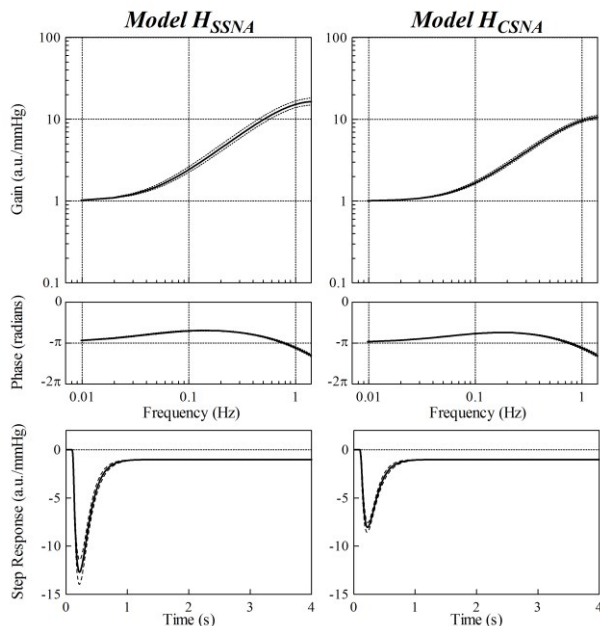 Model H_SSNA
Model H_CSNA
Gain (a.u./mmHg)
100
10
1
0.1
100
10
1
0.1
Phase (radians)
0
-π
-2π
0
-π
-2π
0.01 0.1 1
0.01 0.1 1
Frequency (Hz)
Frequency (Hz)
Step Response (a.u./mmHg)
0
-5
-10
-15
0
-5
-10
-15
0 1 2 3 4
0 1 2 3 4
Time (s)
Time (s)